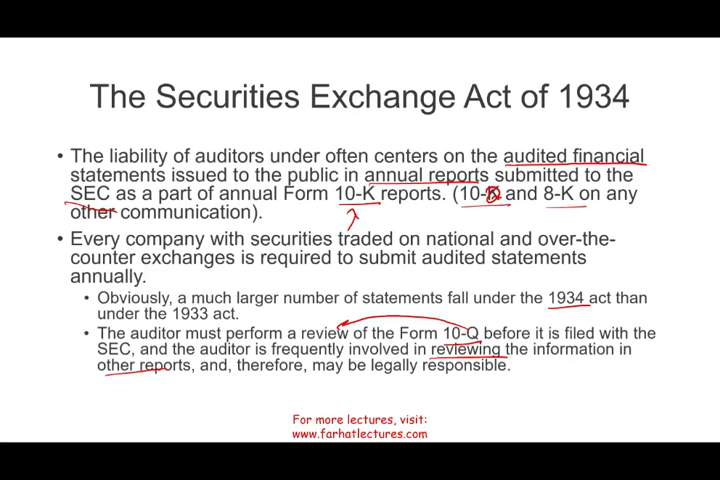 The Securities Exchange Act of 1934
• The liability of auditors under often centers on the audited financial
statements issued to the public in annual reports submitted to the
SEC as a part of annual Form 10-K reports. (10-Q and 8-K on any
other communication).
• Every company with securities traded on national and over-the-
counter exchanges is required to submit audited statements
annually.
• Obviously, a much larger number of statements fall under the 1934 act than
under the 1933 act.
• The auditor must perform a review of the Form 10-Q before it is filed with the
SEC, and the auditor is frequently involved in reviewing the information in
other reports, and, therefore, may be legally responsible.
For more lectures, visit:
www.farhatlectures.com